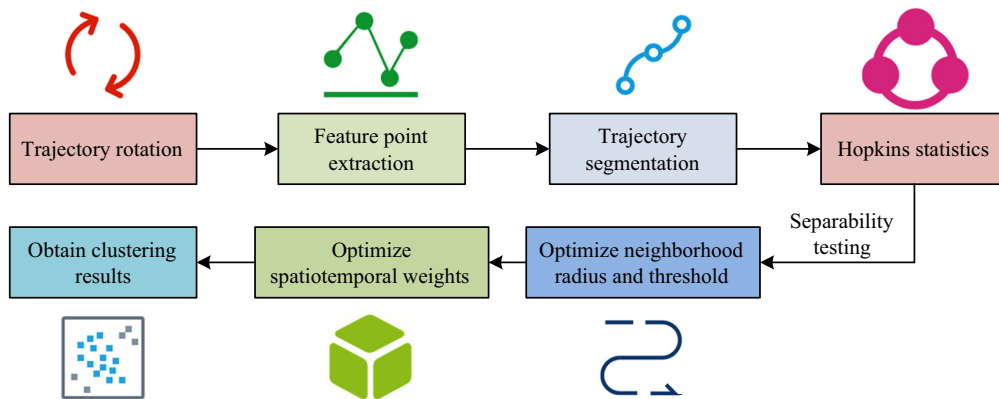 Trajectory rotation
Feature point
extraction
Trajectory
segmentation
Hopkins statistics
Separability
testing
Obtain clustering
results
Optimize
spatiotemporal weights
Optimize neighborhood
radius and threshold